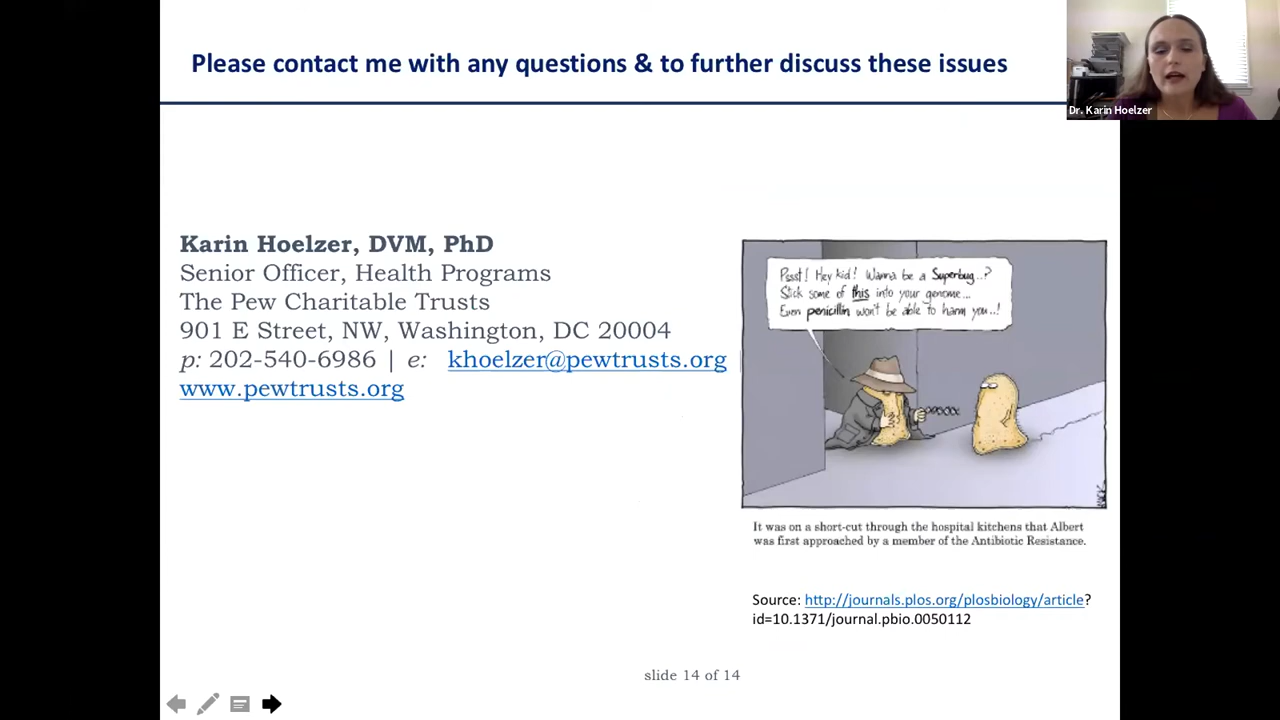 Please contact me with any questions & to further discuss these issues
Dr. Karin Hoelzer
Karin Hoelzer, DVM, PhD
Senior Officer, Health Programs
The Pew Charitable Trusts
901 E Street, NW, Washington, DC 20004
p: 202-540-6986 | e: khoelzer@pewtrusts.org |
www.pewtrusts.org
Pssst! Hey kid! Wanna be a Superbug..?
Stick some of this into your genome...
Even penicillin won't be able to harm you..!
NICK
It was on a short-cut through the hospital kitchens that Albert
was first approached by a member of the Antibiotic Resistance.
Source: http://journals.plos.org/plosbiology/article?
id=10.1371/journal.pbio.0050112
slide 14 of 14